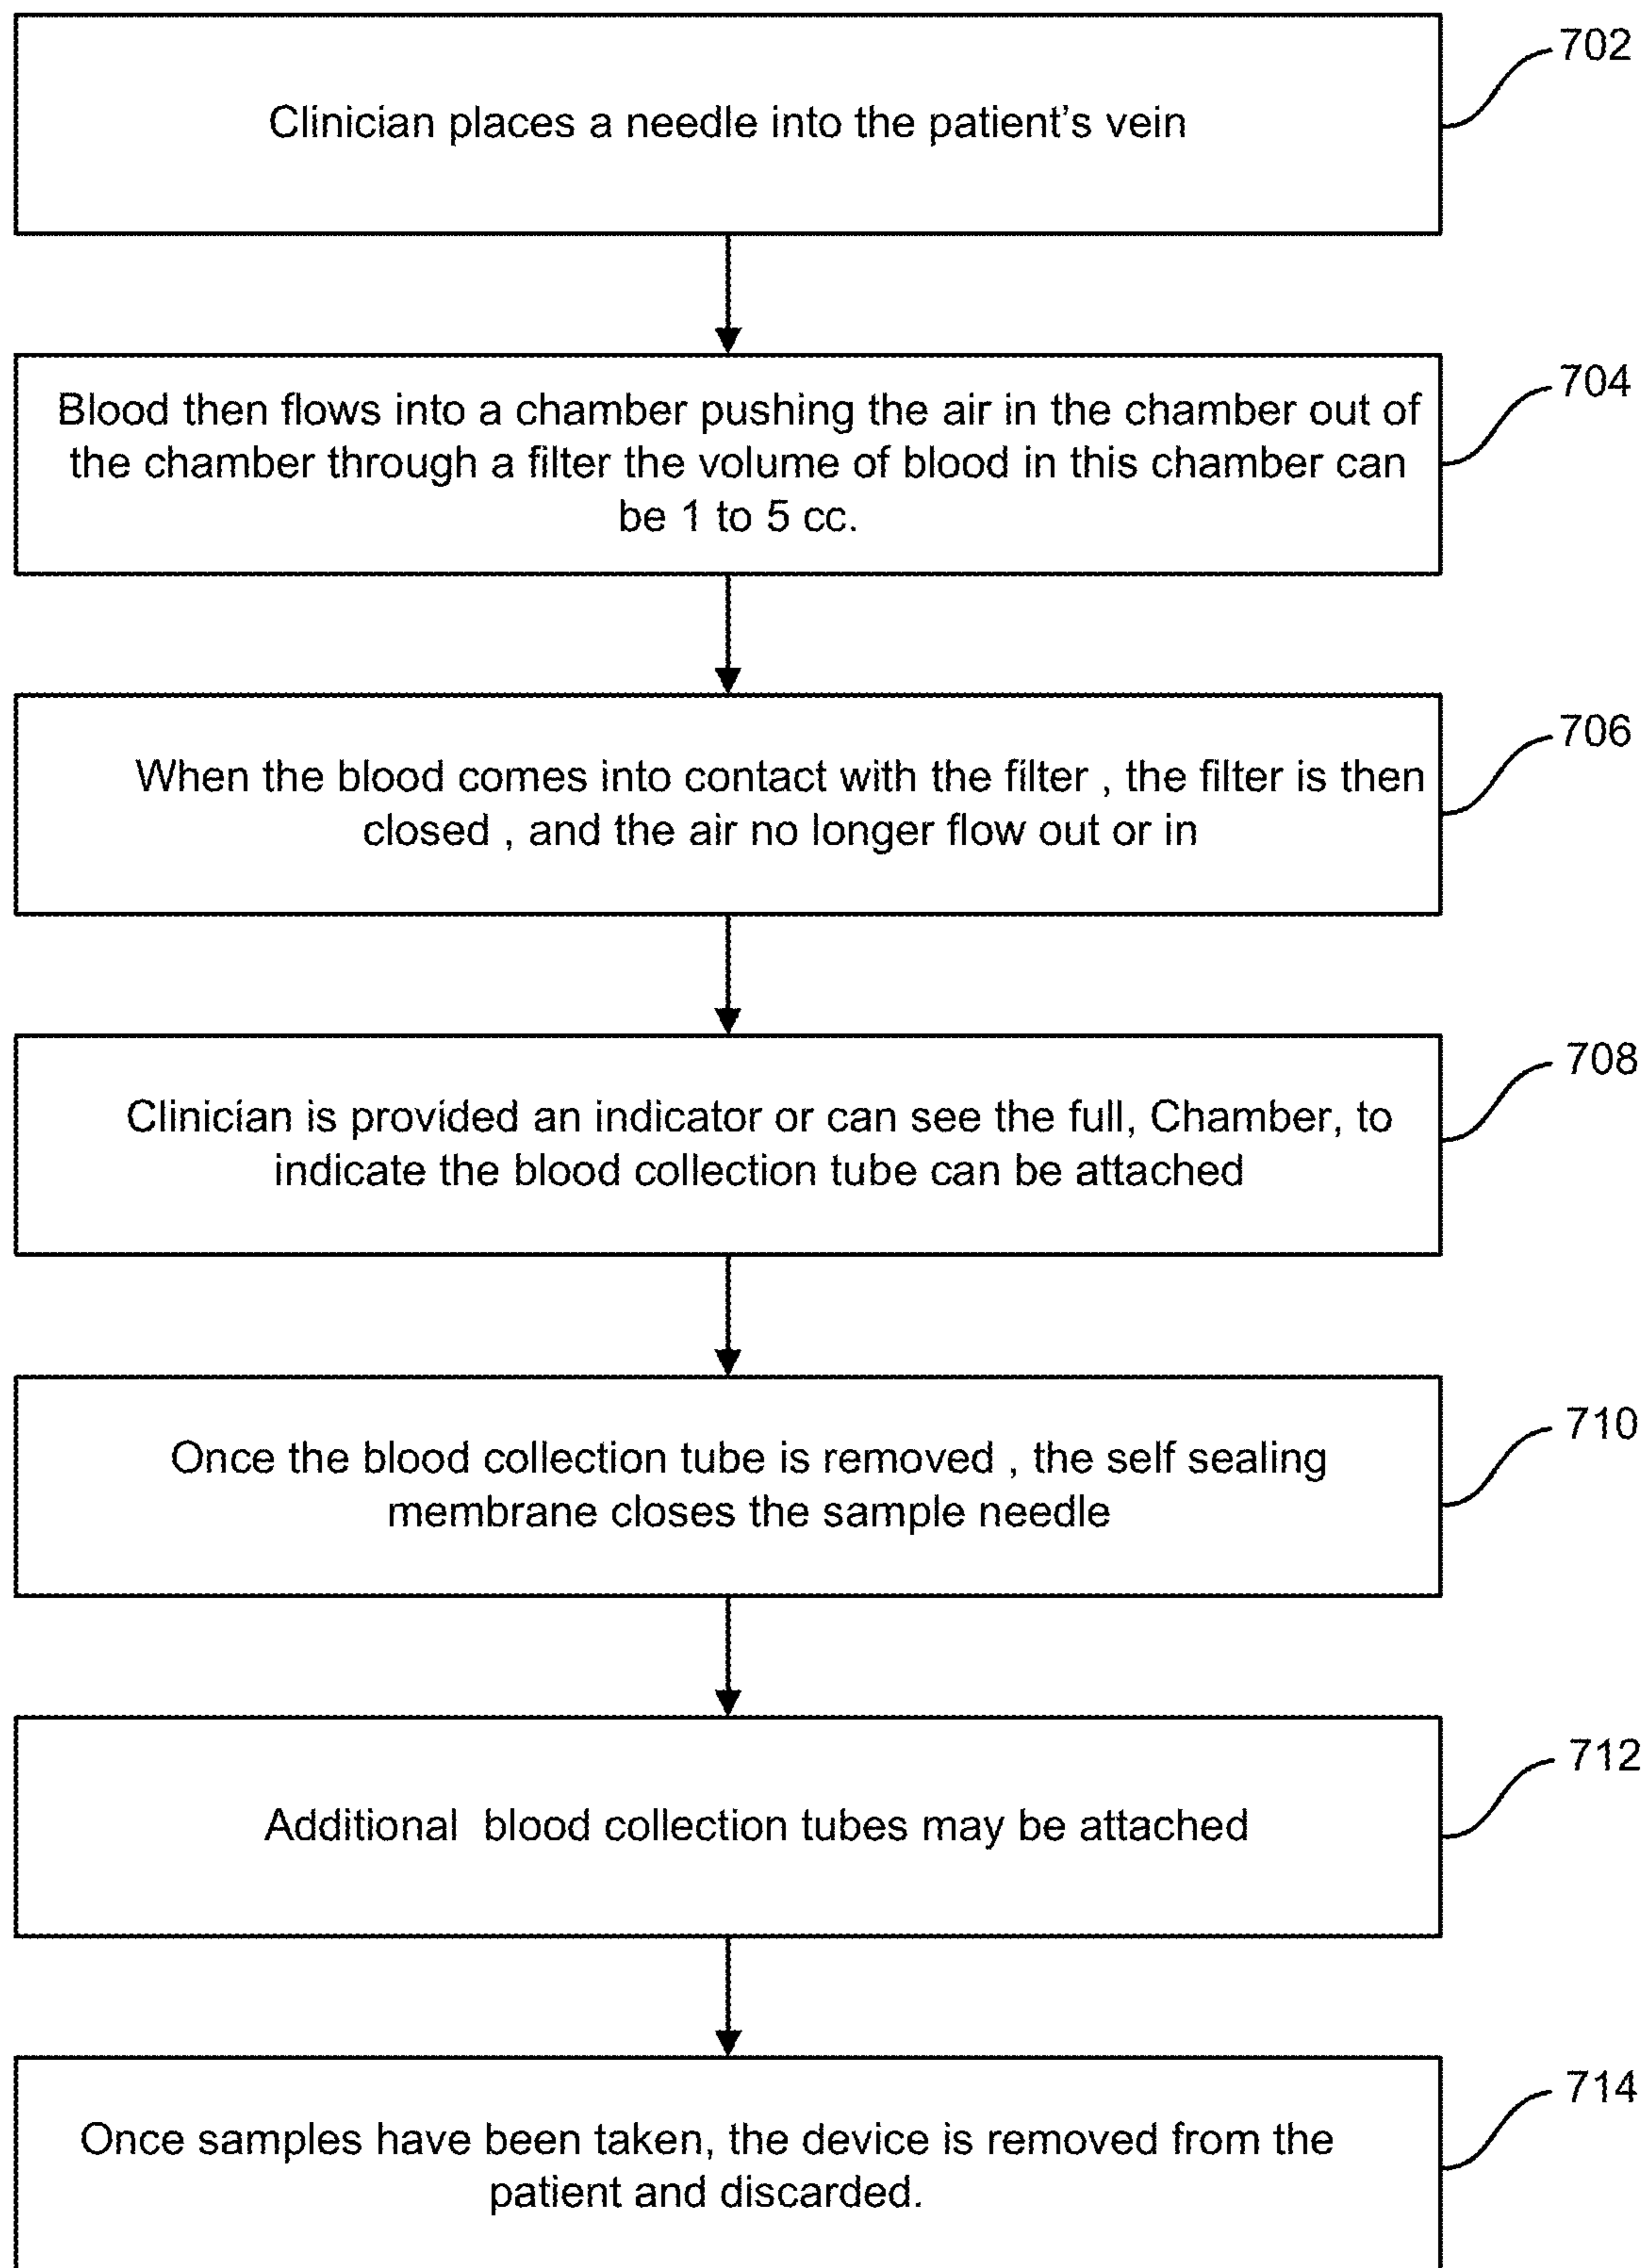 702
Clinician places a needle into the patient's vein
704
Blood then flows into a chamber pushing the air in the chamber out of
the chamber through a filter the volume of blood in this chamber can
be 1 to 5 cc.
706
When the blood comes into contact with the filter , the filter is then
closed , and the air no longer flow out or in
708
Clinician is provided an indicator or can see the full, Chamber, to
indicate the blood collection tube can be attached
710
Once the blood collection tube is removed , the self sealing
membrane closes the sample needle
712
Additional  blood collection tubes may be attached
714
Once samples have been taken, the device is removed from the
patient and discarded.